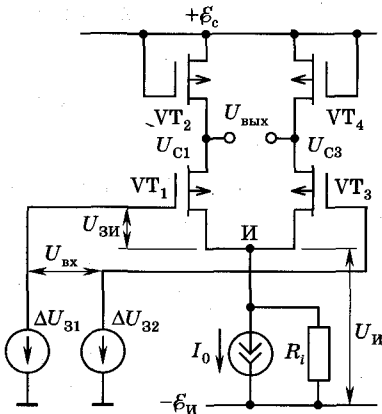 +ℰс
VT₂
Uвых
VT₄
UС1
UС3
VT₁
VT₃
UЗИ
И
Uвх
ΔUЗ1
ΔUЗ2
I₀
Rᵢ
UИ
−ℰИ